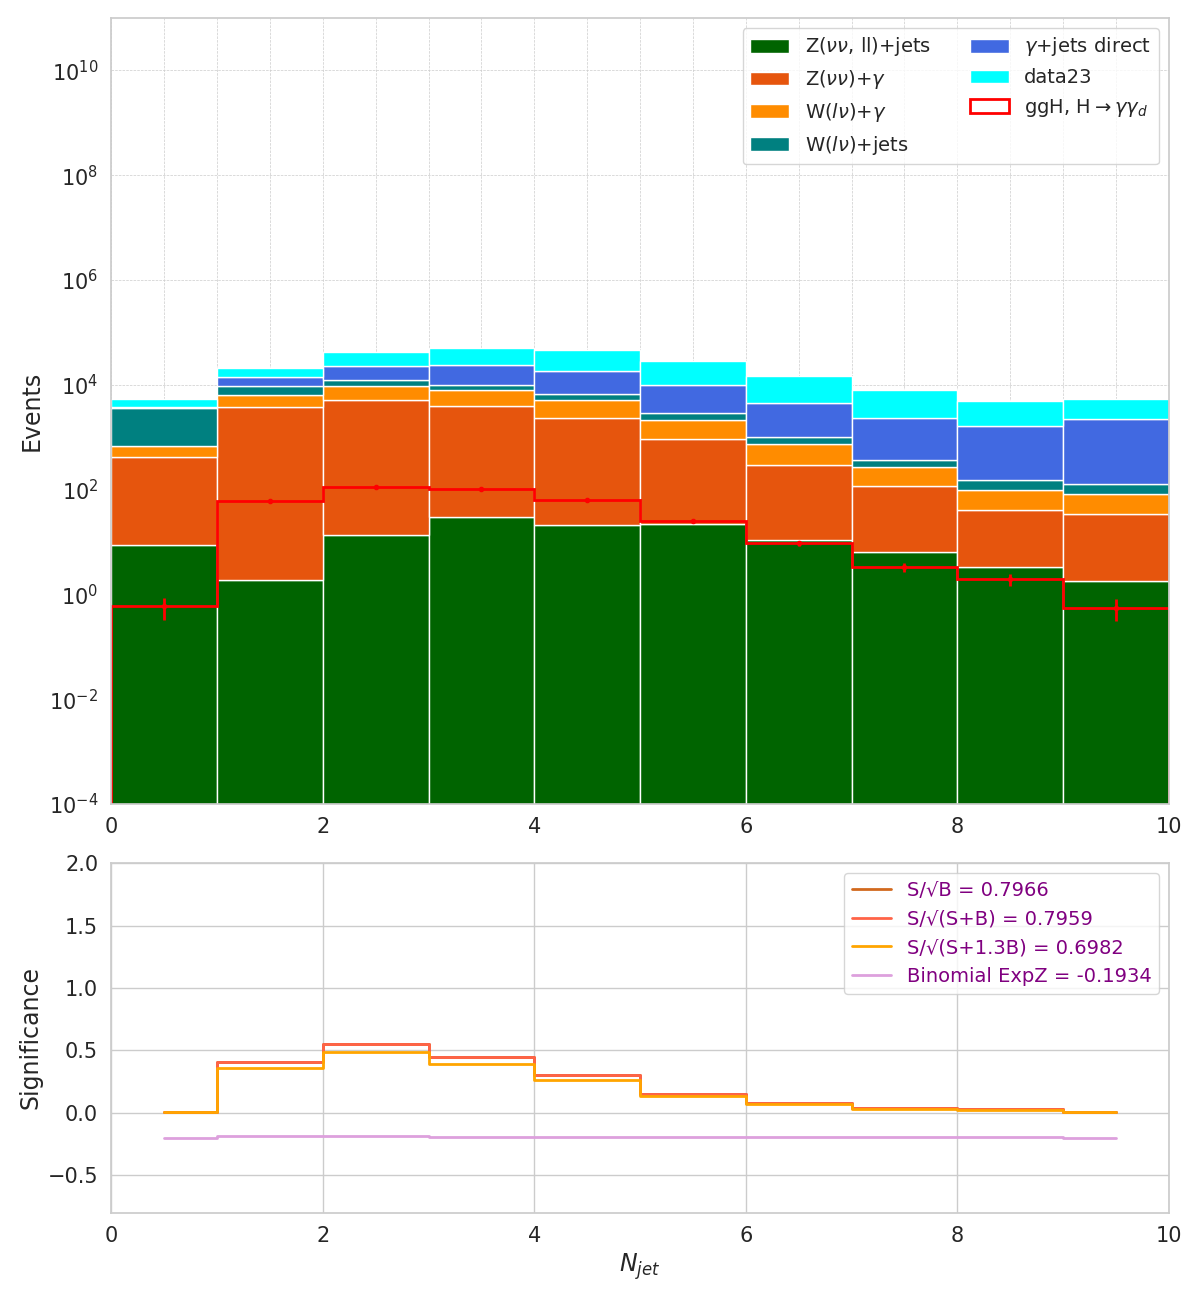 Z(νν, ll)+jets
Z(νν)+γ
W(lν)+γ
W(lν)+jets
γ+jets direct
data23
ggH, H→γγ_d
Events
10^10
10^8
10^6
10^4
10^2
10^0
10^−2
10^−4
0 2 4 6 8 10
S/√B = 0.7966
S/√(S+B) = 0.7959
S/√(S+1.3B) = 0.6982
Binomial ExpZ = -0.1934
Significance
2.0
1.5
1.0
0.5
0.0
−0.5
0 2 4 6 8 10
N_jet